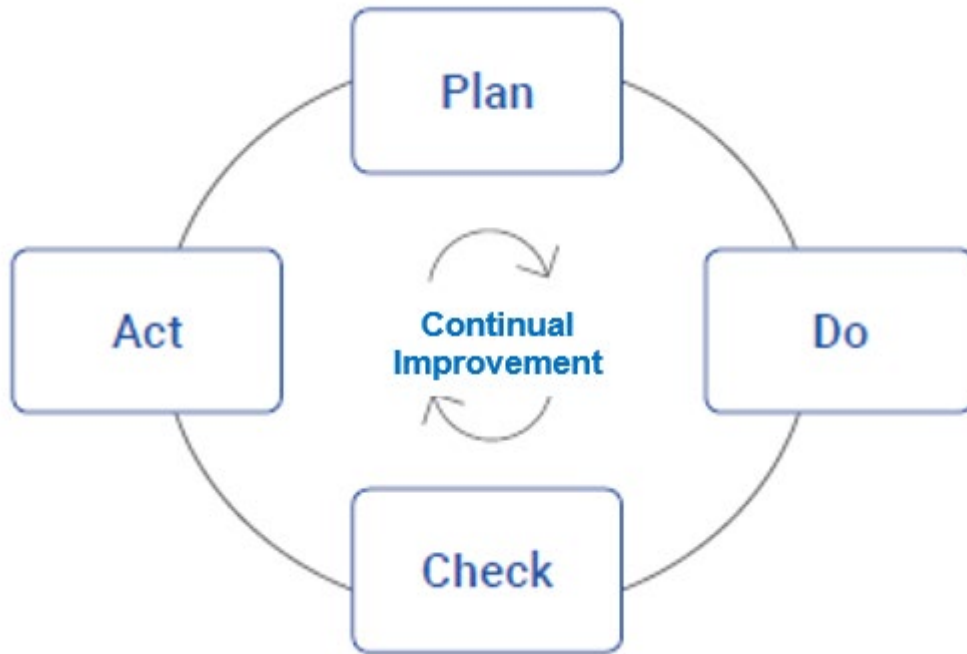 Plan
Act
Continual
Improvement
Do
Check